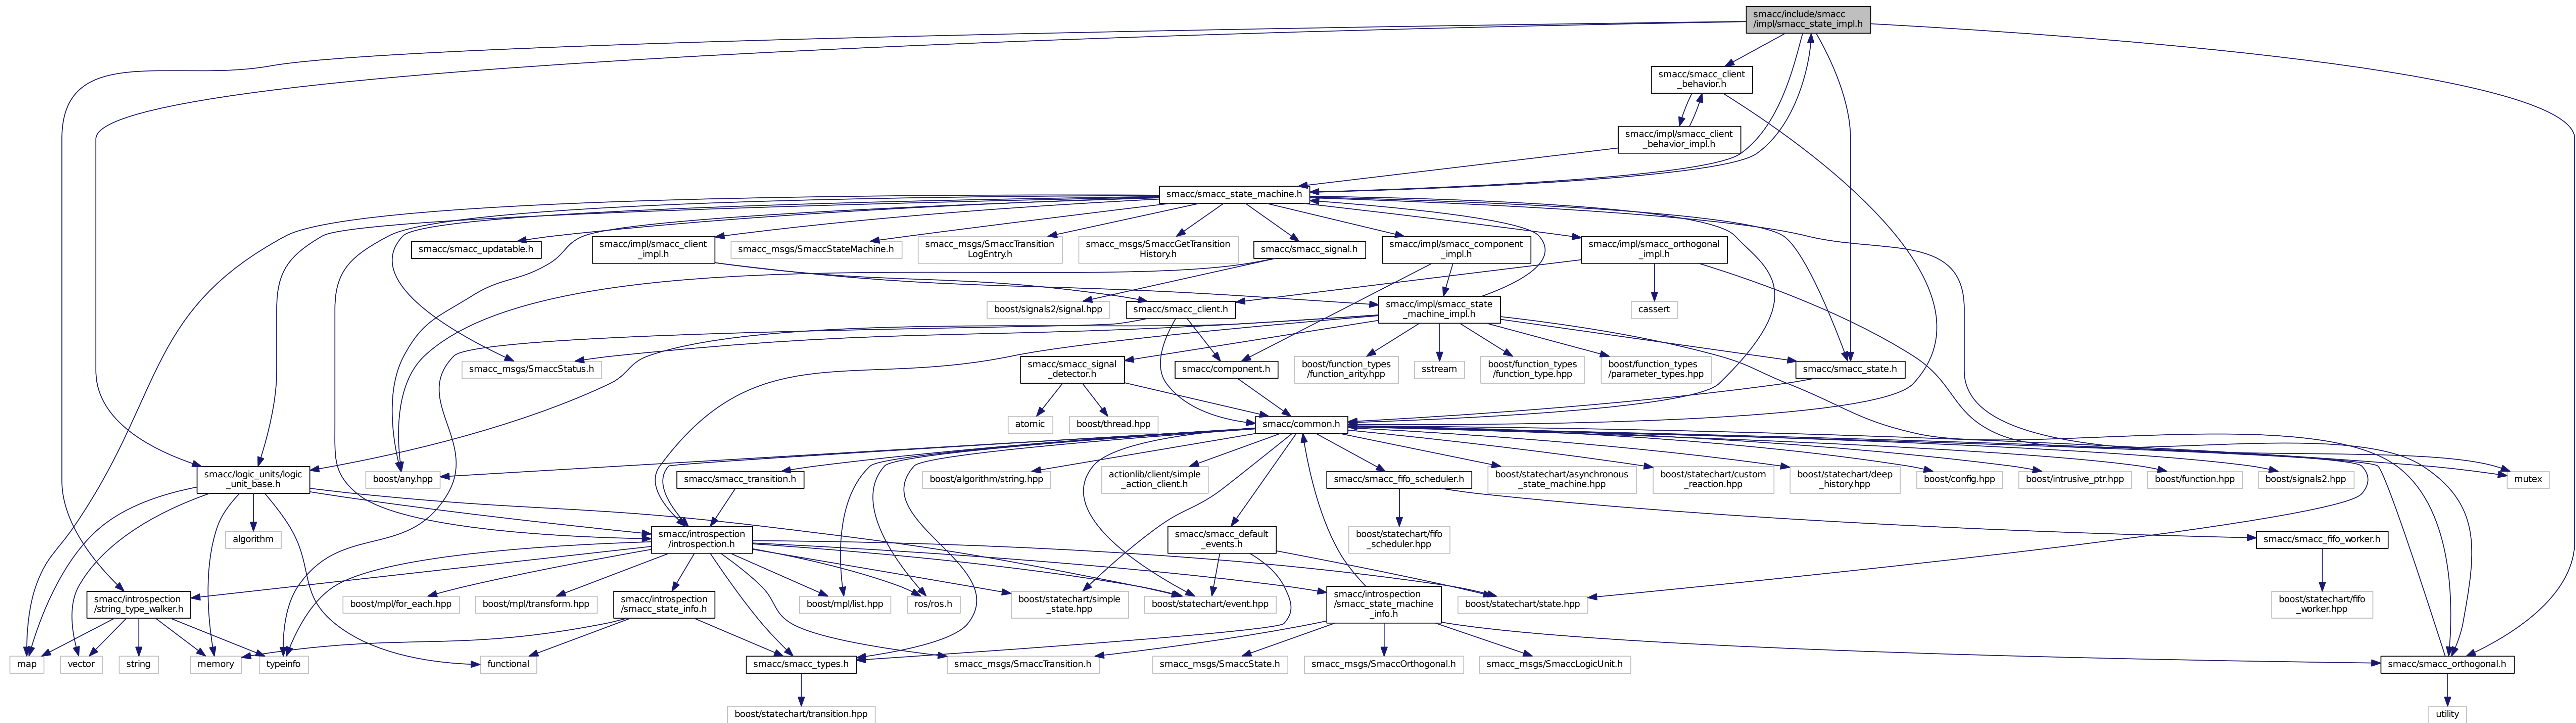 smacc/include/smacc
/impl/smacc_state_impl.h
smacc/smacc_client
_behavior.h
smacc/impl/smacc_client
_behavior_impl.h
smacc/smacc_state_machine.h
smacc/smacc_updatable.h
smacc/impl/smacc_client
_impl.h
smacc_msgs/SmaccStateMachine.h
smacc_msgs/SmaccTransition
LogEntry.h
smacc_msgs/SmaccGetTransition
History.h
smacc/smacc_signal.h
smacc/impl/smacc_component
_impl.h
smacc/impl/smacc_orthogonal
_impl.h
boost/signals2/signal.hpp
smacc/smacc_client.h
smacc/impl/smacc_state
_machine_impl.h
cassert
smacc_msgs/SmaccStatus.h
smacc/smacc_signal
_detector.h
smacc/component.h
boost/function_types
/function_arity.hpp
sstream
boost/function_types
/function_type.hpp
boost/function_types
/parameter_types.hpp
smacc/smacc_state.h
atomic
boost/thread.hpp
smacc/common.h
smacc/logic_units/logic
_unit_base.h
boost/any.hpp
smacc/smacc_transition.h
boost/algorithm/string.hpp
actionlib/client/simple
_action_client.h
smacc/smacc_fifo_scheduler.h
boost/statechart/asynchronous
_state_machine.hpp
boost/statechart/custom
_reaction.hpp
boost/statechart/deep
_history.hpp
boost/config.hpp
boost/intrusive_ptr.hpp
boost/function.hpp
boost/signals2.hpp
mutex
algorithm
smacc/introspection
/introspection.h
smacc/smacc_default
_events.h
boost/statechart/fifo
_scheduler.hpp
smacc/smacc_fifo_worker.h
smacc/introspection
/string_type_walker.h
boost/mpl/for_each.hpp
boost/mpl/transform.hpp
smacc/introspection
/smacc_state_info.h
boost/mpl/list.hpp
ros/ros.h
boost/statechart/simple
_state.hpp
boost/statechart/event.hpp
smacc/introspection
/smacc_state_machine
_info.h
boost/statechart/state.hpp
boost/statechart/fifo
_worker.hpp
map
vector
string
memory
typeinfo
functional
smacc/smacc_types.h
smacc_msgs/SmaccTransition.h
smacc_msgs/SmaccState.h
smacc_msgs/SmaccOrthogonal.h
smacc_msgs/SmaccLogicUnit.h
smacc/smacc_orthogonal.h
boost/statechart/transition.hpp
utility